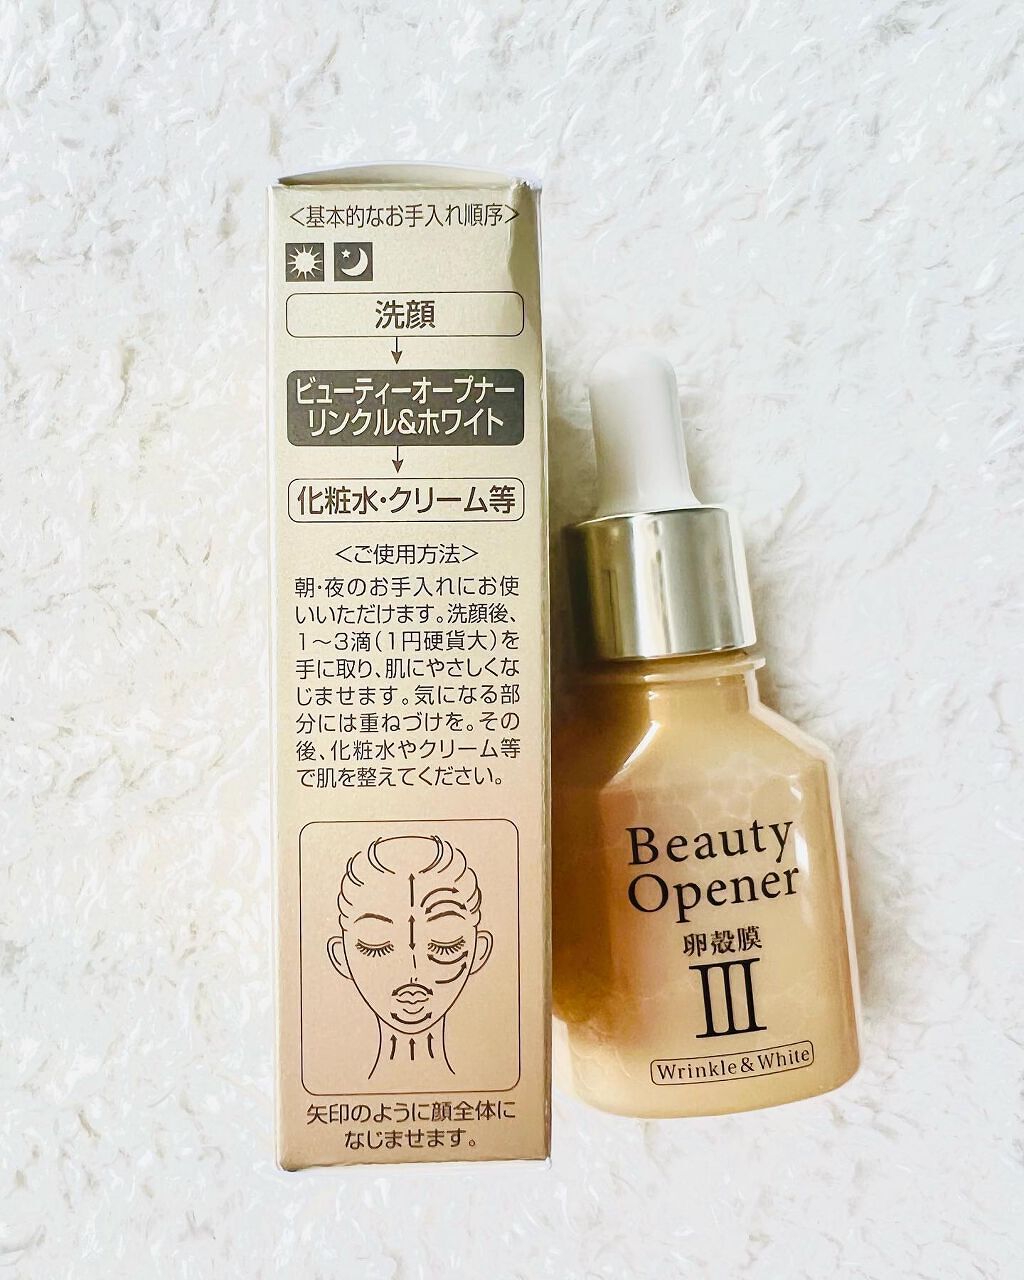 <基本的なお手入れ順序>
洗顔
ビューティーオープナー
リンクル&ホワイト
化粧水・クリーム等
<ご使用方法>
朝・夜のお手入れにお使
いいただけます。洗顔後、
1〜3滴(1円硬貨大)を
手に取り、肌にやさしくな
じませます。気になる部
分には重ねづけを。その
後、化粧水やクリーム等
で肌を整えてください。
矢印のように顔全体に
なじませます。
Beauty
Opener
卵殻膜
III
Wrinkle&White